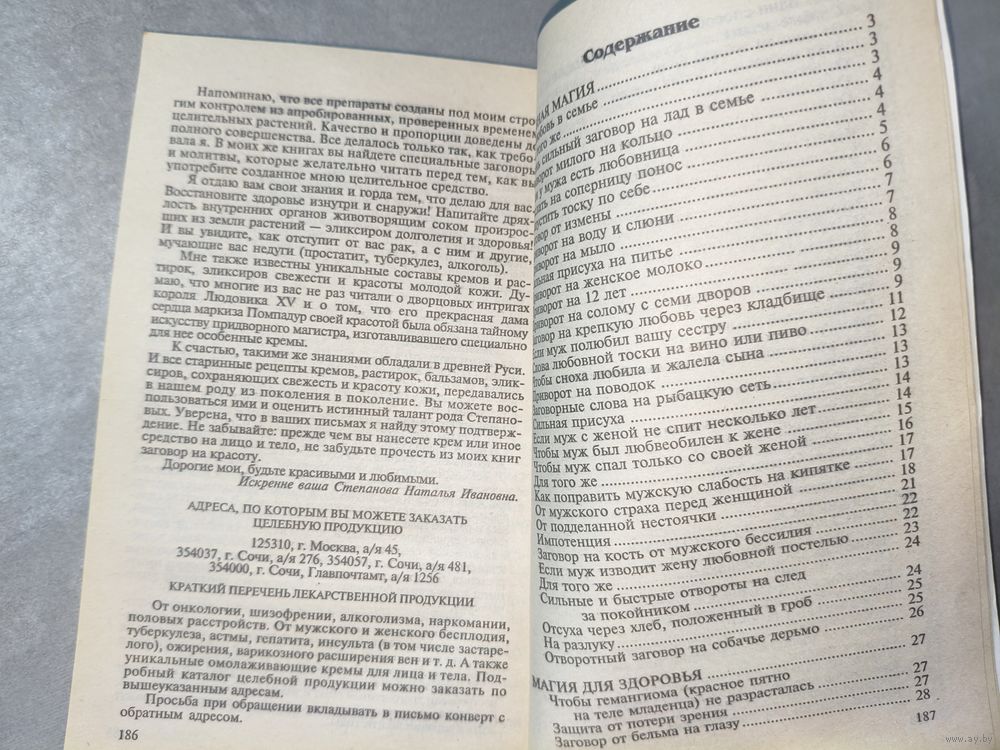 Напоминаю, что все препараты созданы под моим стро-
гим контролем из апробированных, проверенных временем
целительных растений. Качество и пропорции доведены до
полного совершенства. Все делалось только так, как требо-
вала я. В моих же книгах вы найдете специальные заговоры
и молитвы, которые желательно читать перед тем, как вы
употребите созданное мною целительное средство.
Я отдаю вам свои знания и горда тем, что делаю для вас.
Восстановите здоровье изнутри и снаружи! Напитайте дрях-
лость внутренних органов животворящим соком произрос-
ших из земли растений — эликсиром долголетия и здоровья!
И вы увидите, как отступит от вас рак, а с ним и другие,
мучающие вас недуги (простатит, туберкулез, алкоголь).
Мне также известны уникальные составы кремов и рас-
тирок, эликсиров свежести и красоты молодой кожи. Ду-
маю, что многие из вас не раз читали о дворцовых интригах
короля Людовика XV и о том, что его прекрасная дама
сердца маркиза Помпадур своей красотой была обязана тайному
искусству придворного магистра, изготавливавшего специально
для нее особенные кремы.
К счастью, такими же знаниями обладали в древней Руси.
И все старинные рецепты кремов, растирок, бальзамов, элик-
сиров, сохраняющих свежесть и красоту кожи, передавались
в нашем роду из поколения в поколение. Вы можете вос-
пользоваться ими и оценить истинный талант рода Степано-
вых. Уверена, что в ваших письмах я найду этому подтверж-
дение. Не забывайте: прежде чем вы нанесете крем или иное
средство на лицо и тело, не забудьте прочесть из моих книг
заговор на красоту.
Дорогие мои, будьте красивыми и любимыми.
Искренне ваша Степанова Наталья Ивановна.
АДРЕСА, ПО КОТОРЫМ ВЫ МОЖЕТЕ ЗАКАЗАТЬ
ЦЕЛЕБНУЮ ПРОДУКЦИЮ
125310, г. Москва, а/я 45,
354037, г. Сочи, а/я 276, 354057, г. Сочи, а/я 481,
354000, г. Сочи, Главпочтамт, а/я 1256
КРАТКИЙ ПЕРЕЧЕНЬ ЛЕКАРСТВЕННОЙ ПРОДУКЦИИ
От онкологии, шизофрении, алкоголизма, наркомании,
половых расстройств. От мужского и женского бесплодия,
туберкулеза, астмы, гепатита, инсульта (в том числе застаре-
лого), ожирения, варикозного расширения вен и т. д. А также
уникальные омолаживающие кремы для лица и тела. Под-
робный каталог целебной продукции можно заказать по
вышеуказанным адресам.
Просьба при обращении вкладывать в письмо конверт с
обратным адресом.
186
Содержание
МАГИЯ 3
в семье 3
же 3
сильный заговор на лад в семье 4
милого на кольцо 4
у мужа есть любовница 4
на соперницу понос 5
тоску по себе 6
от измены 6
на воду и слюни 7
на мыло 7
присуха на питье 8
на женское молоко 8
на 12 лет 9
Приворот на солому с семи дворов 9
Заговор на крепкую любовь через кладбище 9
Если муж полюбил вашу сестру 11
Слова любовной тоски на вино или пиво 12
Чтобы сноха любила и жалела сына 13
Приворот на поводок 13
Заговорные слова на рыбацкую сеть 13
Сильная присуха 14
Если муж с женой не спит несколько лет 14
Чтобы муж был любвеобилен к жене 15
Чтобы муж спал только со своей женой 16
Для того же 17
Как поправить мужскую слабость на кипятке 17
От мужского страха перед женщиной 18
От подделанной нестоячки 21
Импотенция 22
Заговор на кость от мужского бессилия 22
Если муж изводит жену любовной постелью 23
Для того же 24
Сильные и быстрые отвороты на след
за покойником 24
Отсуха через хлеб, положенный в гроб 25
На разлуку 25
Отворотный заговор на собачье дерьмо 26
МАГИЯ ДЛЯ ЗДОРОВЬЯ 27
Чтобы гемангиома (красное пятно
на теле младенца) не разрасталась 27
Защита от потери зрения 27
Заговор от бельма на глазу 28
187
www.ay.by